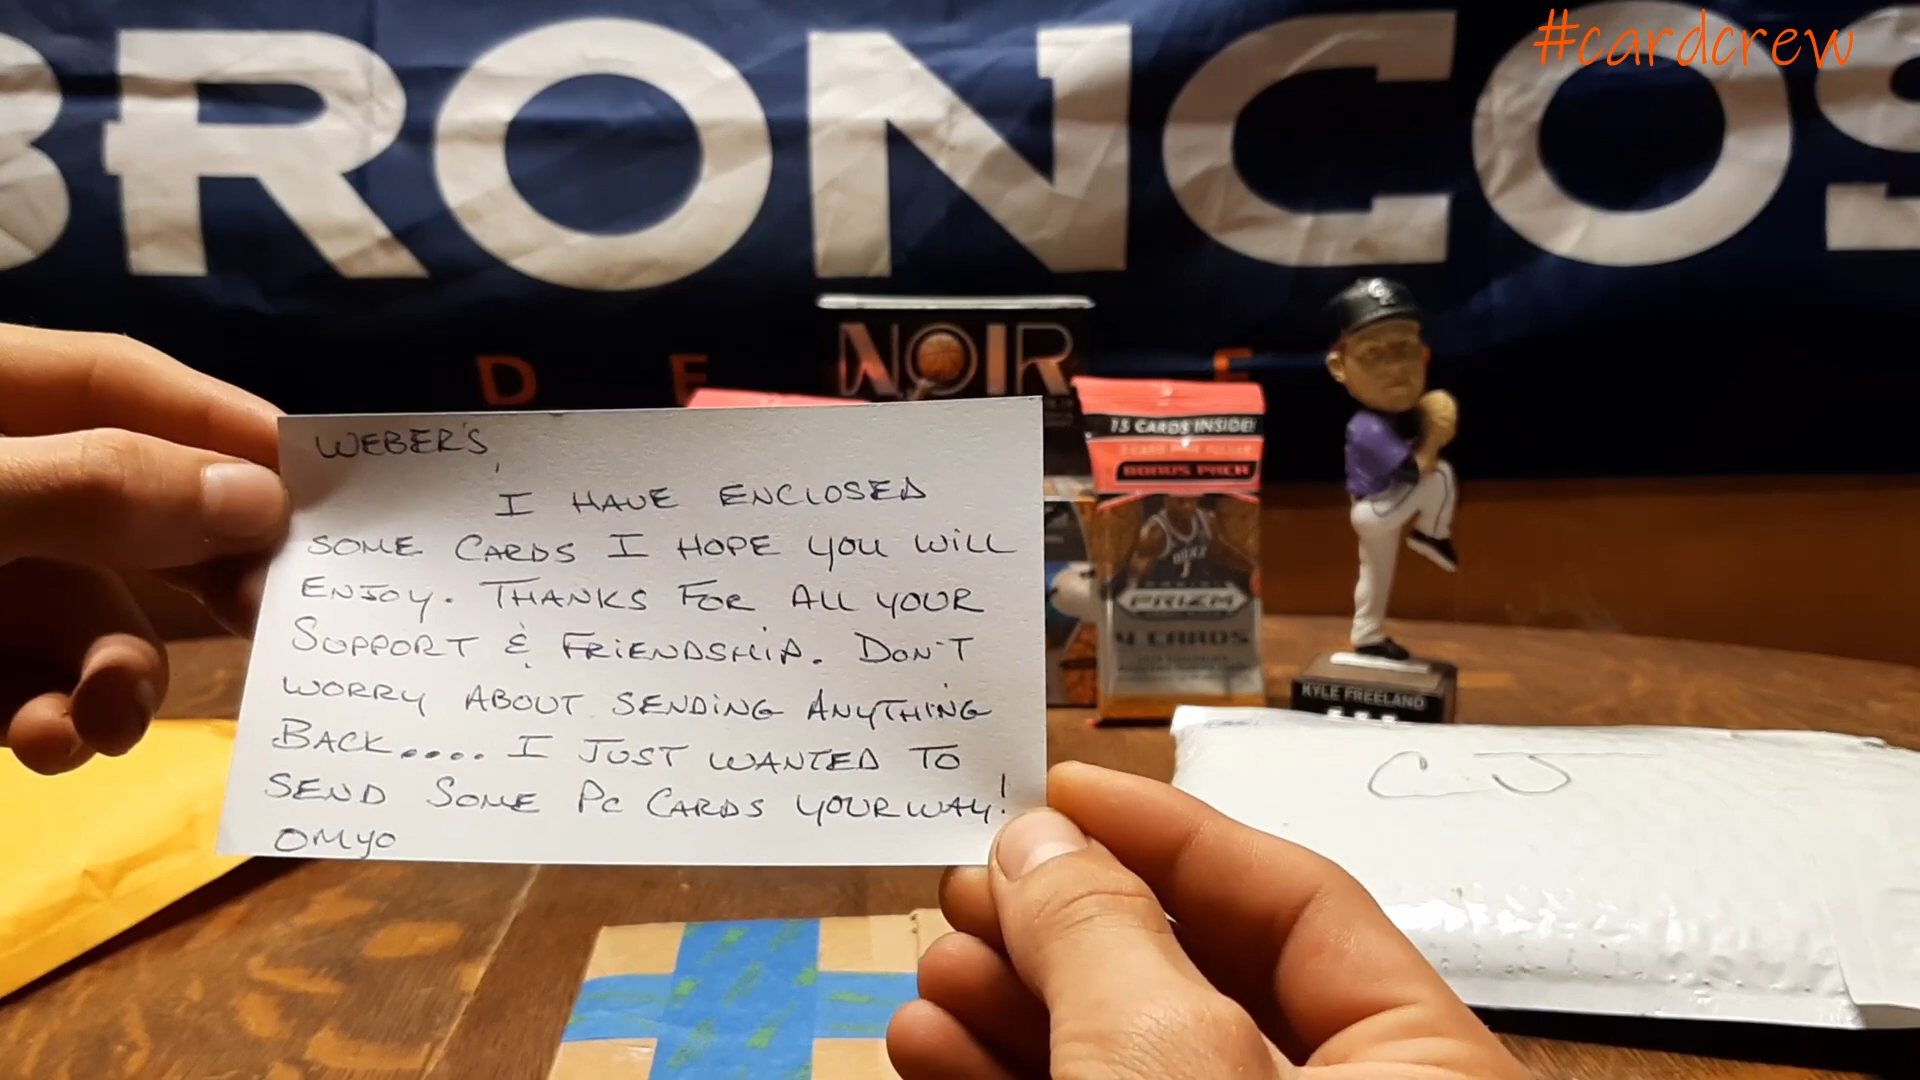 #cardcrew
BRONCOS
NOIR
15 CARDS INSIDE!
BONUS PACK
PRIZM
4 CARDS
KYLE FREELAND
WEBER'S,
I HAVE ENCLOSED
SOME CARDS I HOPE YOU WILL
ENJOY. THANKS FOR ALL YOUR
SUPPORT & FRIENDSHIP. DON'T
WORRY ABOUT SENDING ANYTHING
BACK.... I JUST WANTED TO
SEND SOME PC CARDS YOUR WAY!
OMYO
CJ